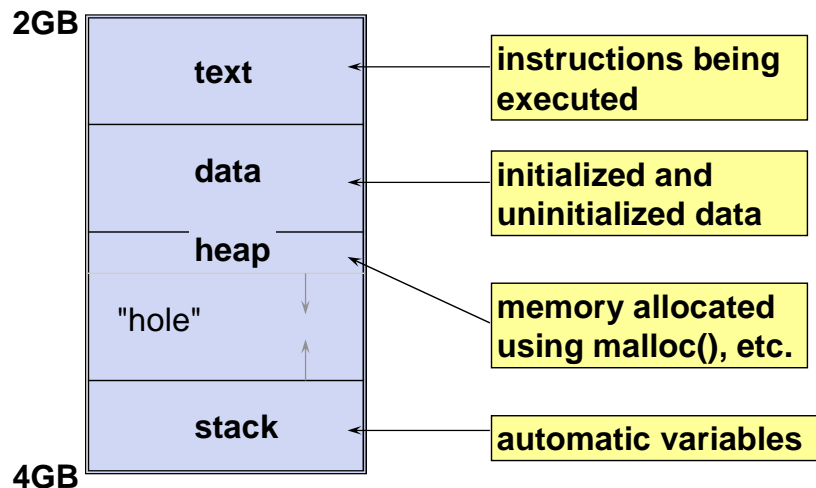 2GB
text
instructions being
executed
data
initialized and
uninitialized data
heap
"hole"
memory allocated
using malloc(), etc.
stack
automatic variables
4GB